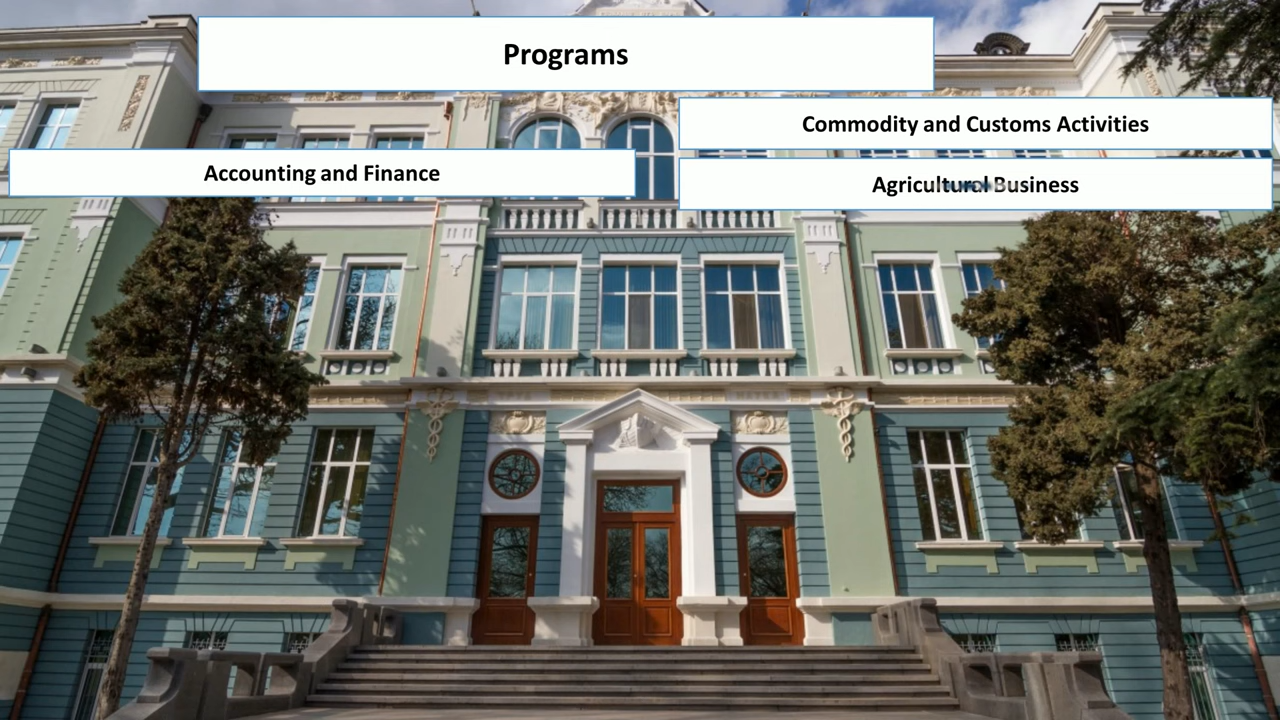 Programs
Commodity and Customs Activities
Accounting and Finance
Agricultural Business